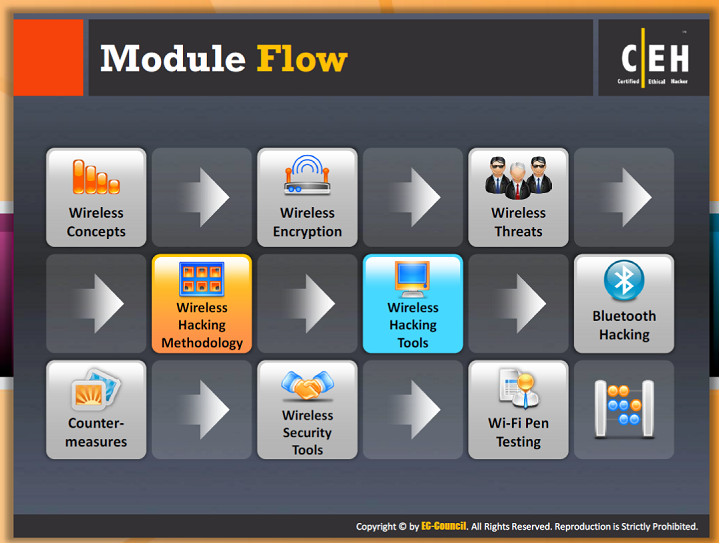 Module Flow
C|EH
Certified Ethical Hacker
Wireless
Concepts
Wireless
Encryption
Wireless
Threats
Wireless
Hacking
Methodology
Wireless
Hacking
Tools
Bluetooth
Hacking
Counter-
measures
Wireless
Security
Tools
Wi-Fi Pen
Testing
Copyright © by EC-Council. All Rights Reserved. Reproduction is Strictly Prohibited.